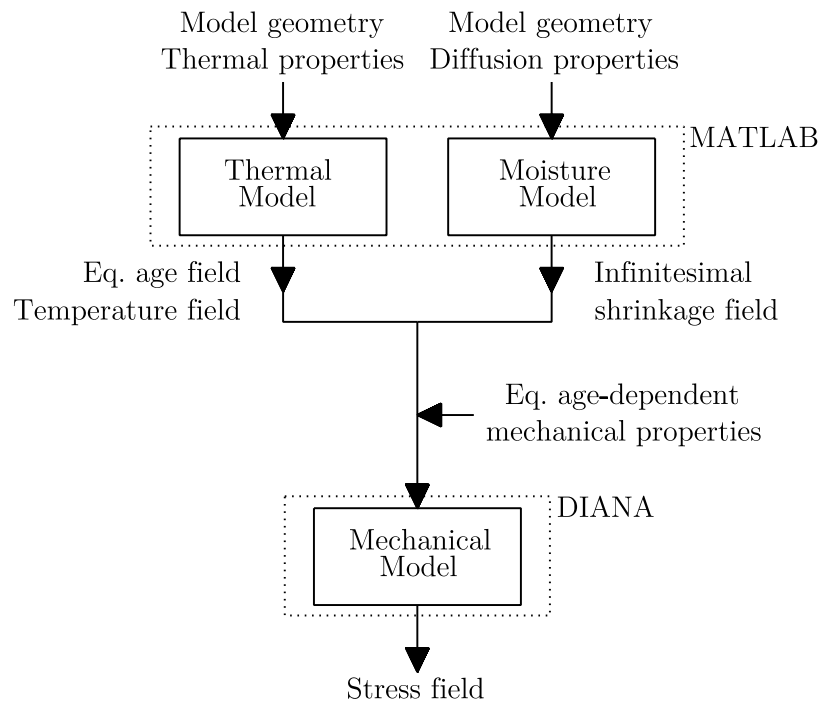 Model geometry
Thermal properties
Model geometry
Diffusion properties
MATLAB
Thermal
Model
Moisture
Model
Eq. age field
Temperature field
Infinitesimal
shrinkage field
Eq. age-dependent
mechanical properties
DIANA
Mechanical
Model
Stress field